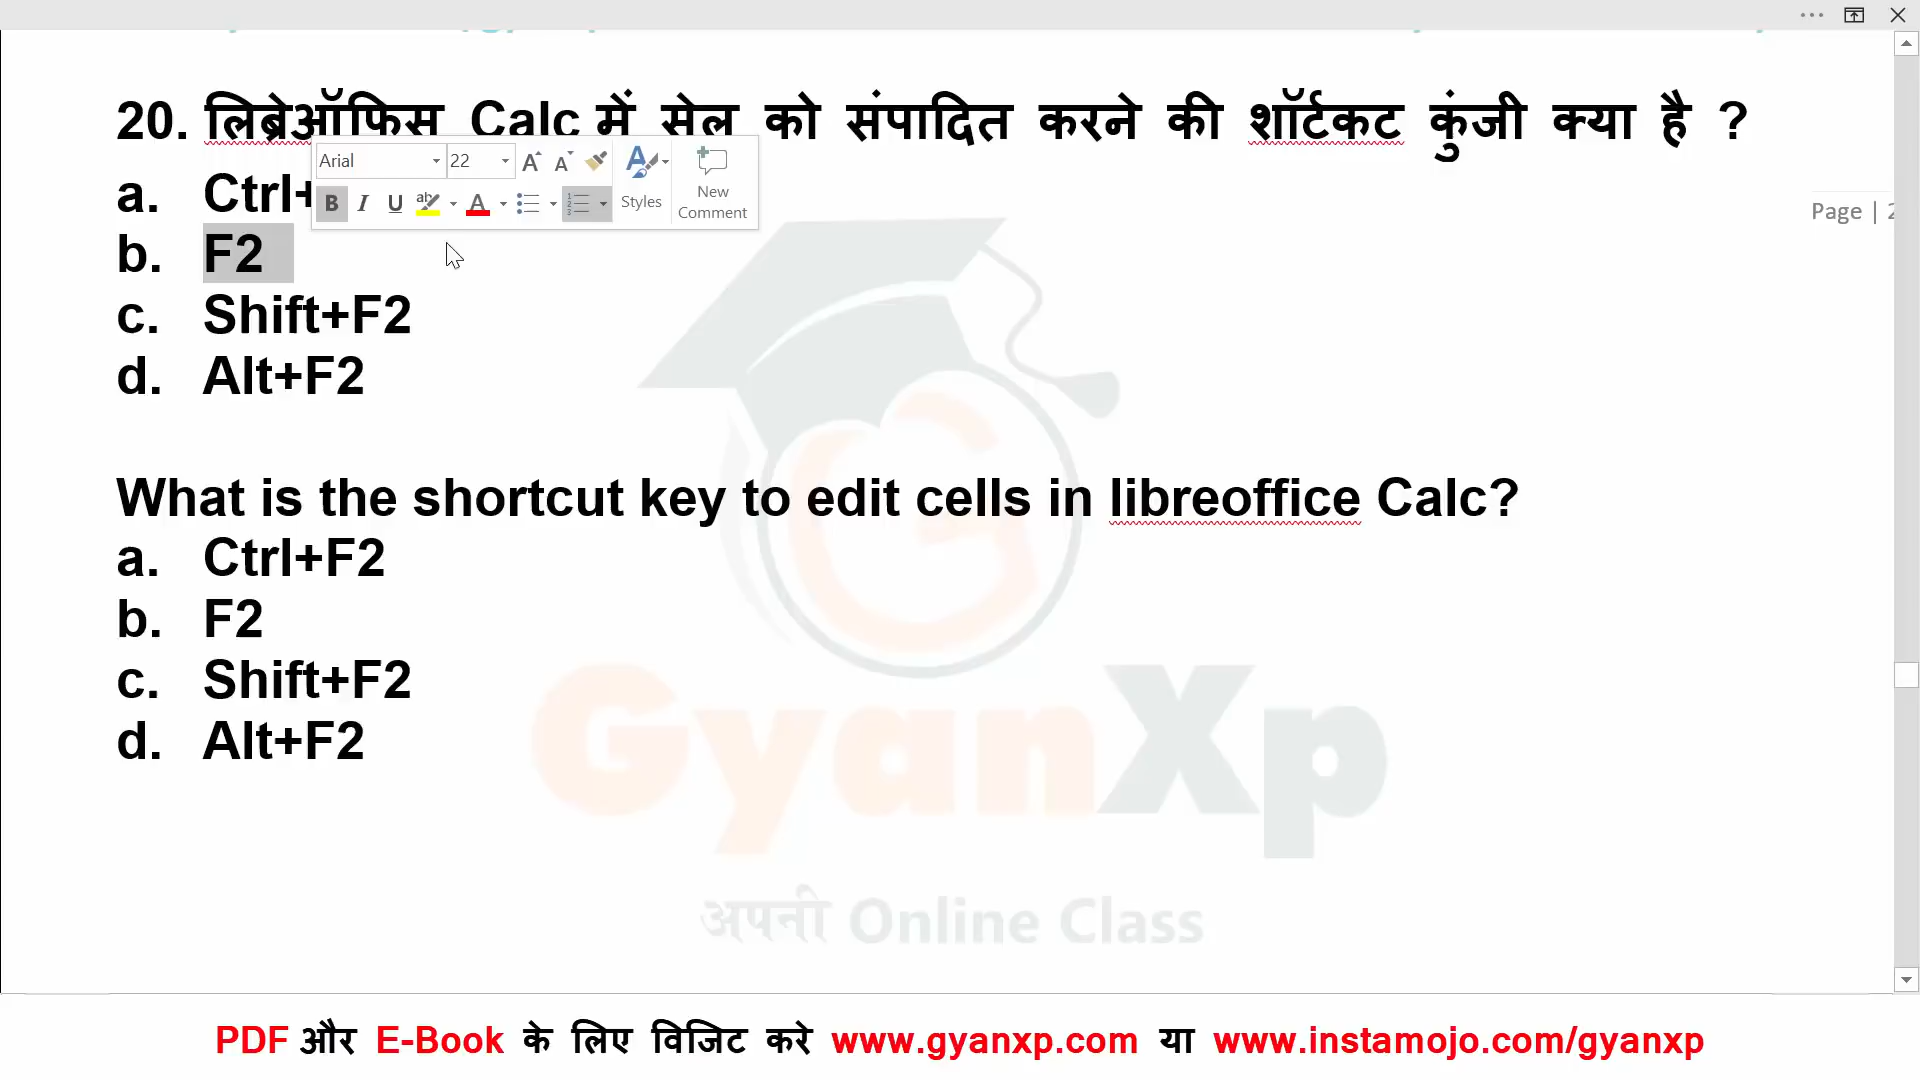 20. लिब्रेऑफिस Calc में सेल को संपादित करने की शॉर्टकट कुंजी क्या है ?
Arial 22
New
Styles
Comment
a. Ctrl+
Page | 2
b. F2
c. Shift+F2
d. Alt+F2
What is the shortcut key to edit cells in libreoffice Calc?
a. Ctrl+F2
b. F2
c. Shift+F2
d. Alt+F2
GyanXp
अपनी Online Class
PDF और E-Book के लिए विजिट करे www.gyanxp.com या www.instamojo.com/gyanxp